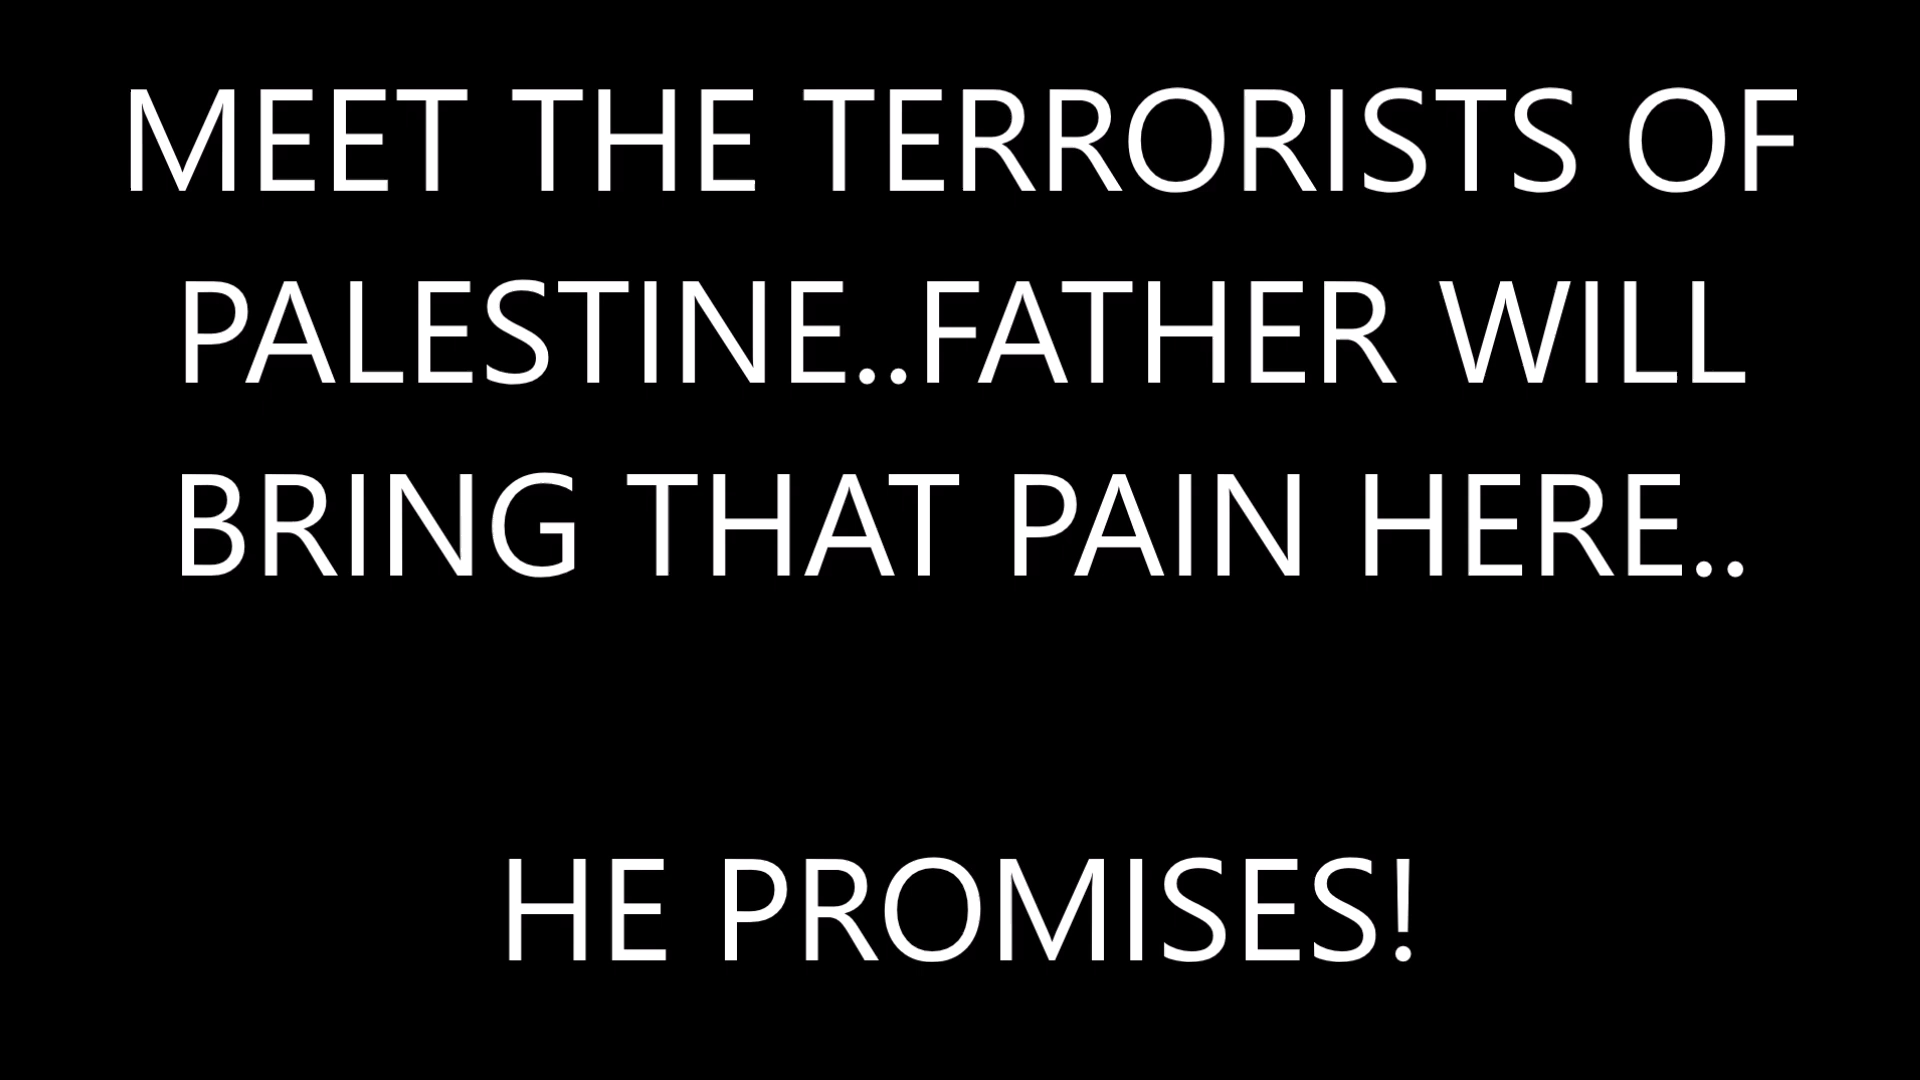 MEET THE TERRORISTS OF
PALESTINE..FATHER WILL
BRING THAT PAIN HERE..
HE PROMISES!